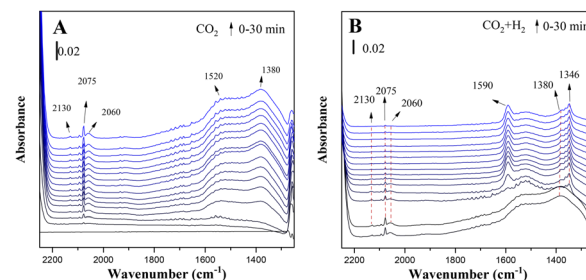 A
CO2 ↑ 0-30 min
0.02
2075
2130
2060
1520
1380
Absorbance
2200 2000 1800 1600 1400
Wavenumber (cm-1)
B
CO2+H2 ↑ 0-30 min
0.02
2075
2130
2060
1590
1380
1346
Absorbance
2200 2000 1800 1600 1400
Wavenumber (cm-1)